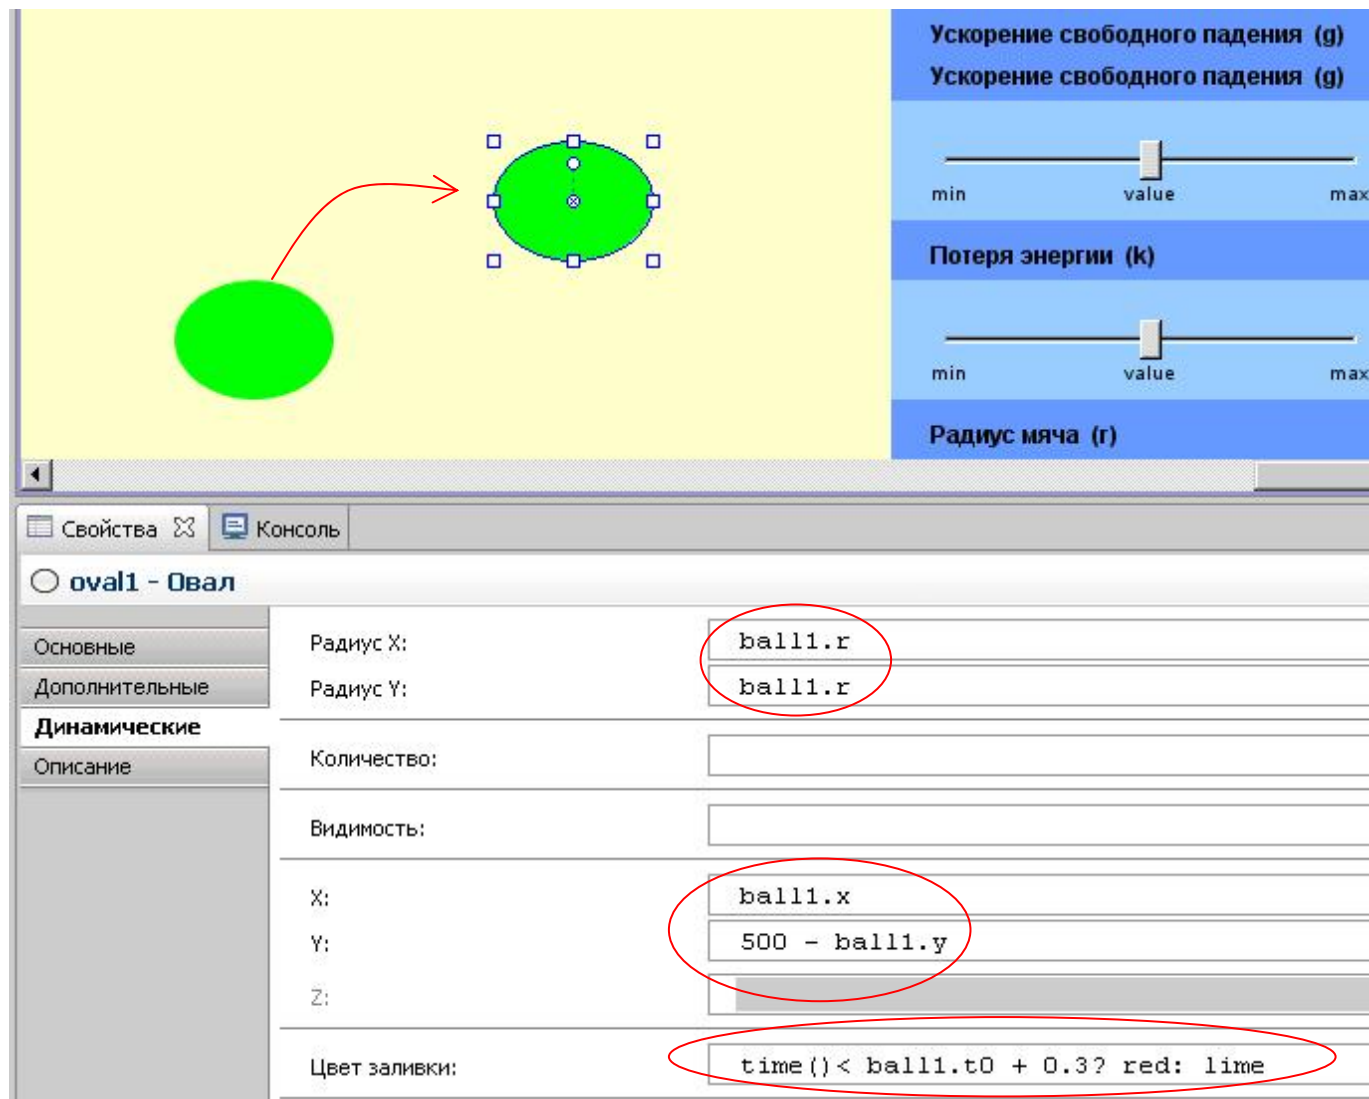 Ускорение свободного падения (g)
Ускорение свободного падения (g)
min value max
Потеря энергии (k)
min value max
Радиус мяча (r)
Свойства Консоль
oval1 - Овал
Основные
Дополнительные
Динамические
Описание
Радиус X: ball1.r
Радиус Y: ball1.r
Количество:
Видимость:
X: ball1.x
Y: 500 - ball1.y
Z:
Цвет заливки: time()< ball1.t0 + 0.3? red: lime